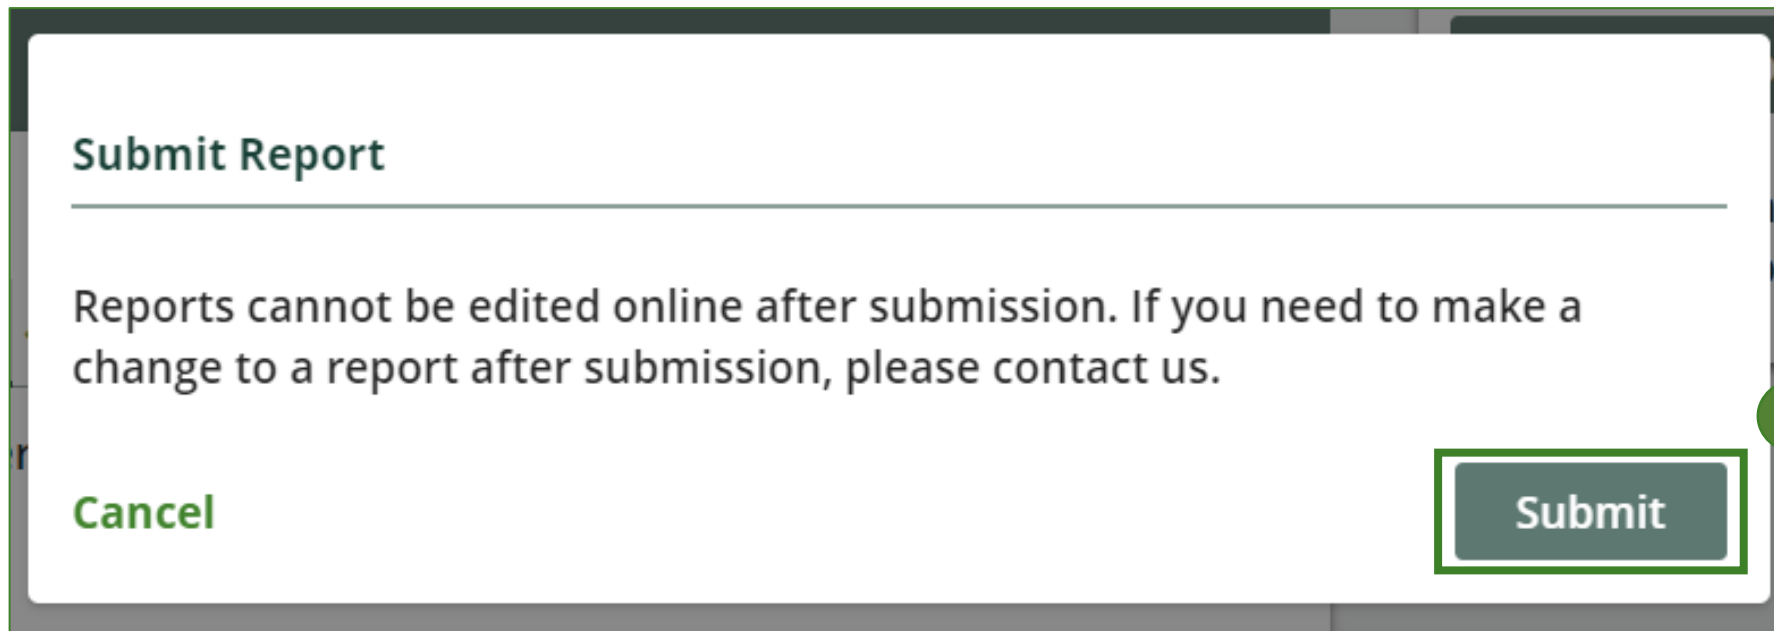 Submit Report
Reports cannot be edited online after submission. If you need to make a
change to a report after submission, please contact us.
Cancel
Submit